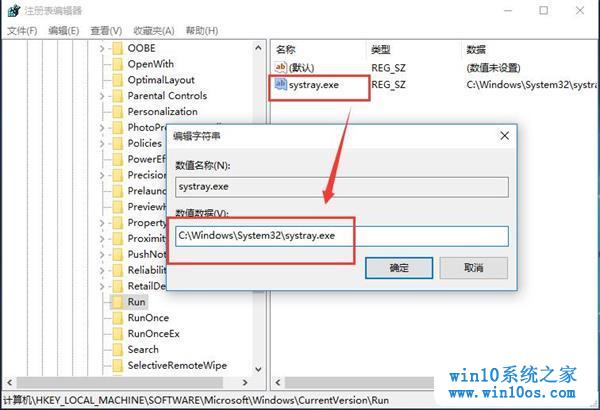 注册表编辑器
文件(F) 编辑(E) 查看(V) 收藏夹(A) 帮助(H)
OOBE
OpenWith
OptimalLayout
Parental Controls
Personalization
PhotoPro
Policies
PowerEf
Precision
Prelaunc
Preview
Property
Proximit
PushNot
Reliabilit
RetailDe
Run
RunOnce
RunOnceEx
Search
SelectiveRemoteWipe
名称 类型 数据
(默认) REG_SZ (数值未设置)
systray.exe REG_SZ C:\Windows\System32\systra
编辑字符串
数值名称(N):
systray.exe
数值数据(V):
C:\Windows\System32\systray.exe
确定 取消
计算机\HKEY_LOCAL_MACHINE\SOFTWARE\Microsoft\Windows\CurrentVersion\Run
win10系统之家
www.win10os.com